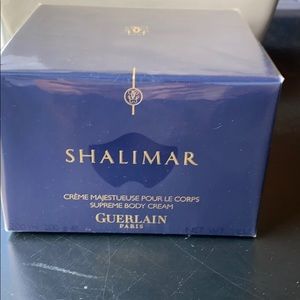 SHALIMAR
CRÈME MAJESTUEUSE POUR LE CORPS
SUPREME BODY CREAM
GUERLAIN
PARIS